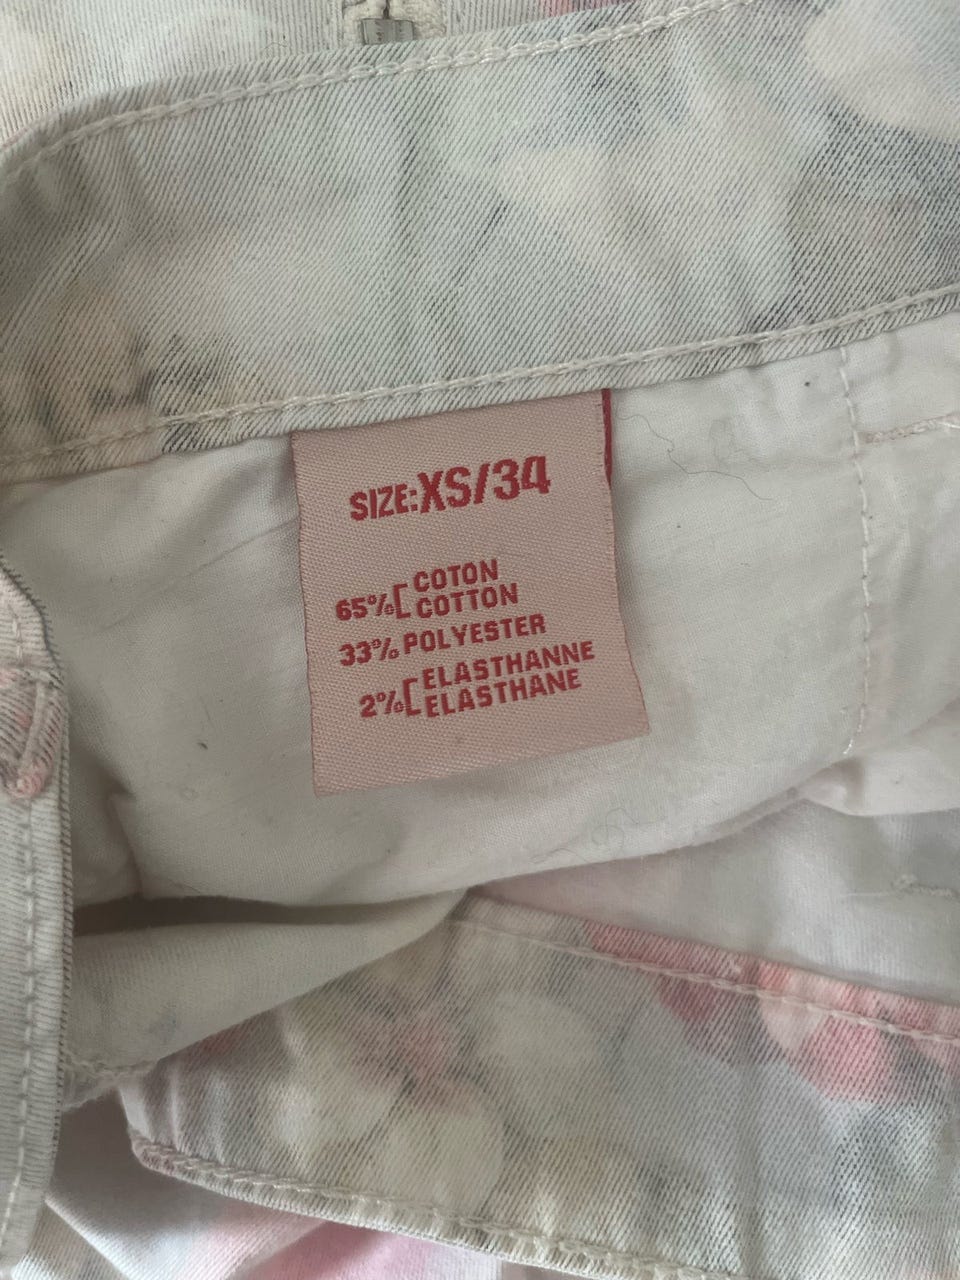 SIZE:XS/34
COTON
65%[COTTON
33% POLYESTER
ELASTHANNE
2%[ELASTHANE